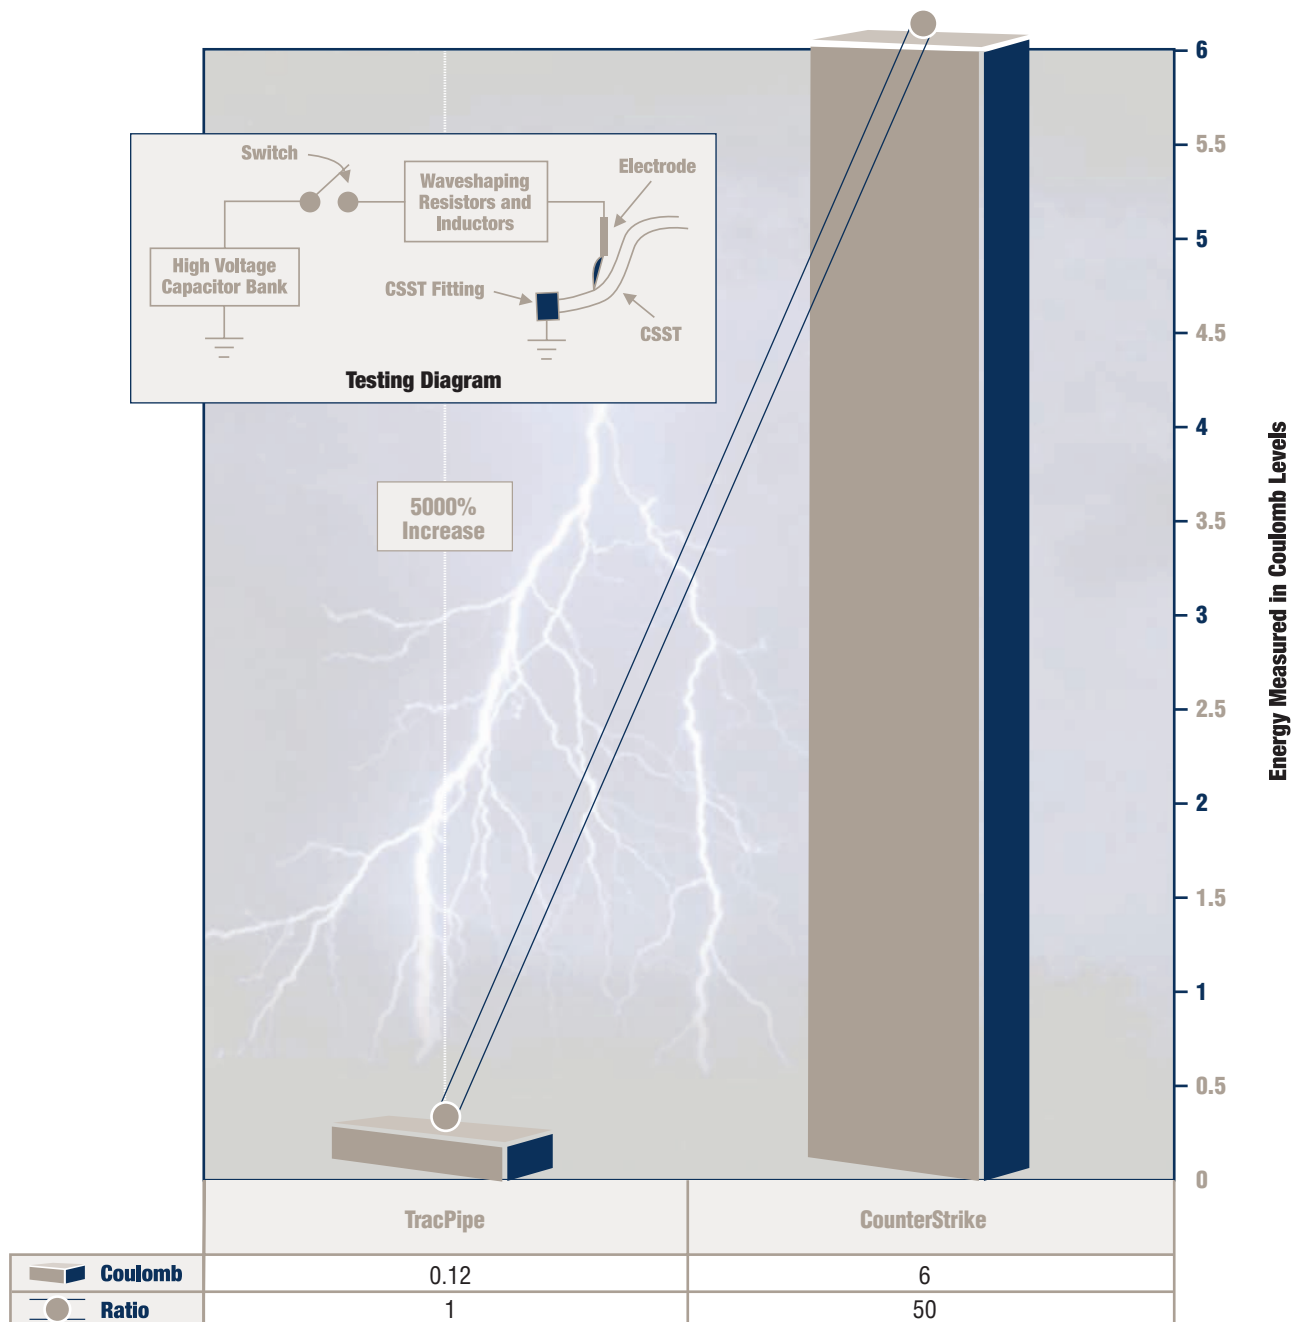 Switch
Waveshaping
Resistors and
Inductors
Electrode
High Voltage
Capacitor Bank
CSST Fitting
CSST
Testing Diagram
5000%
Increase
6
5.5
5
4.5
4
3.5
3
2.5
2
1.5
1
0.5
0
Energy Measured in Coulomb Levels
TracPipe CounterStrike
Coulomb 0.12 6
Ratio 1 50